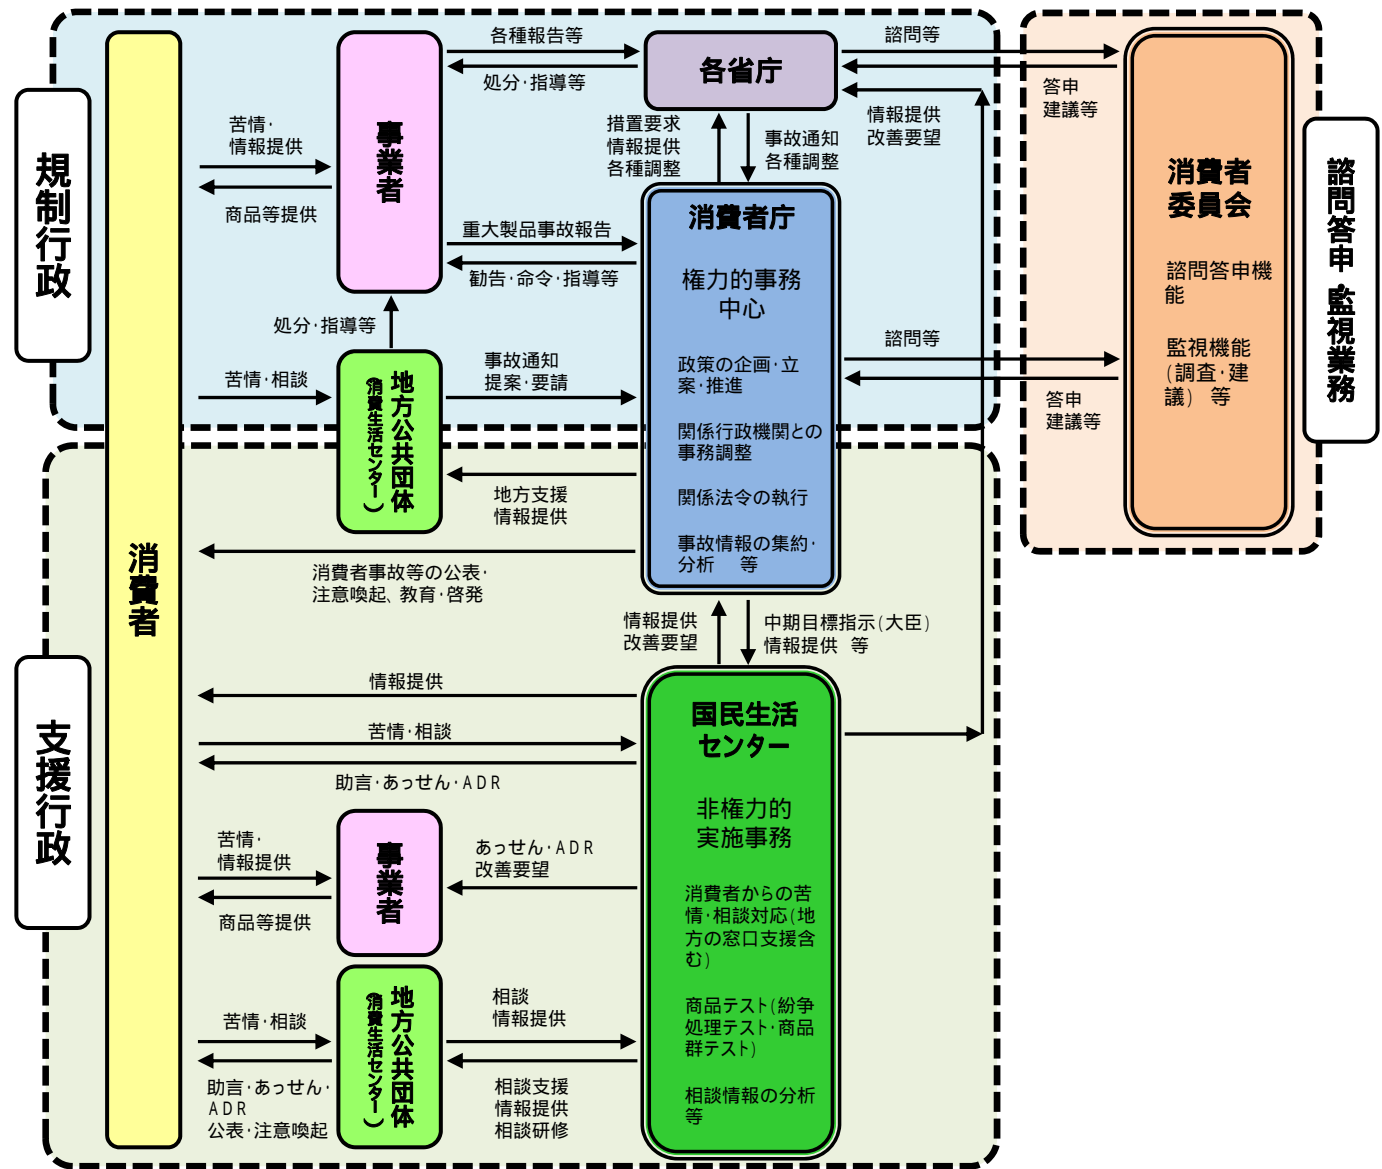 規制行政
支援行政
消費者
苦情・
情報提供
商品等提供
事業者
各種報告等
処分・指導等
各省庁
諮問等
答申
建議等
情報提供
改善要望
措置要求
情報提供
各種調整
事故通知
各種調整
重大製品事故報告
勧告・命令・指導等
処分・指導等
苦情・相談
地方公共団体
(消費生活センター)
事故通知
提案・要請
地方支援
情報提供
消費者事故等の公表・
注意喚起、教育・啓発
消費者庁
権力的事務
中心
政策の企画・立
案・推進
関係行政機関との
事務調整
関係法令の執行
事故情報の集約・
分析 等
諮問等
答申
建議等
消費者
委員会
諮問答申機
能
監視機能
(調査・建
議) 等
諮問答申・監視業務
情報提供
改善要望
中期目標指示(大臣)
情報提供 等
情報提供
苦情・相談
助言・あっせん・ADR
国民生活
センター
非権力的
実施事務
消費者からの苦
情・相談対応(地
方の窓口支援含
む)
商品テスト(紛争
処理テスト・商品
群テスト)
相談情報の分析
等
苦情・
情報提供
商品等提供
事業者
あっせん・ADR
改善要望
苦情・相談
助言・あっせん・
ADR
公表・注意喚起
地方公共団体
(消費生活センター)
相談
情報提供
相談支援
情報提供
相談研修